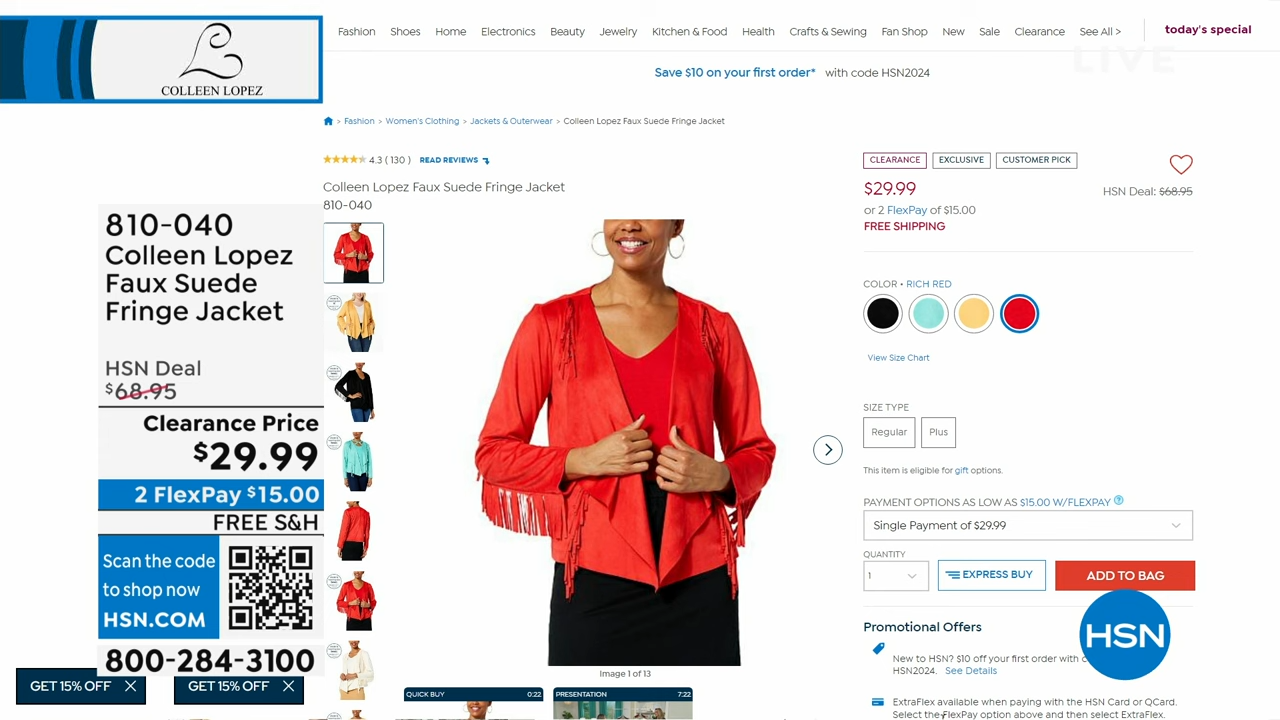 COLLEEN LOPEZ
Fashion Shoes Home Electronics Beauty Jewelry Kitchen & Food Health Crafts & Sewing Fan Shop New Sale Clearance See All > today's special
LIVE
Save $10 on your first order* with code HSN2024
> Fashion > Women's Clothing > Jackets & Outerwear > Colleen Lopez Faux Suede Fringe Jacket
4.3 ( 130 ) READ REVIEWS
Colleen Lopez Faux Suede Fringe Jacket
810-040
810-040
Colleen Lopez
Faux Suede
Fringe Jacket
HSN Deal
$68.95
Clearance Price
$29.99
2 FlexPay $15.00
FREE S&H
Scan the code
to shop now
HSN.COM
800-284-3100
GET 15% OFF X
GET 15% OFF X
Image 1 of 13
QUICK BUY 0:22
PRESENTATION 7:22
CLEARANCE EXCLUSIVE CUSTOMER PICK
$29.99 HSN Deal: $68.95
or 2 FlexPay of $15.00
FREE SHIPPING
COLOR • RICH RED
View Size Chart
SIZE TYPE
Regular Plus
This item is eligible for gift options.
PAYMENT OPTIONS AS LOW AS $15.00 W/FLEXPAY ?
Single Payment of $29.99
QUANTITY
1 EXPRESS BUY ADD TO BAG
HSN
Promotional Offers
New to HSN? $10 off your first order with
HSN2024. See Details
ExtraFlex available when paying with the HSN Card or QCard.
Select the FlexPay option above and then select ExtraFlex.